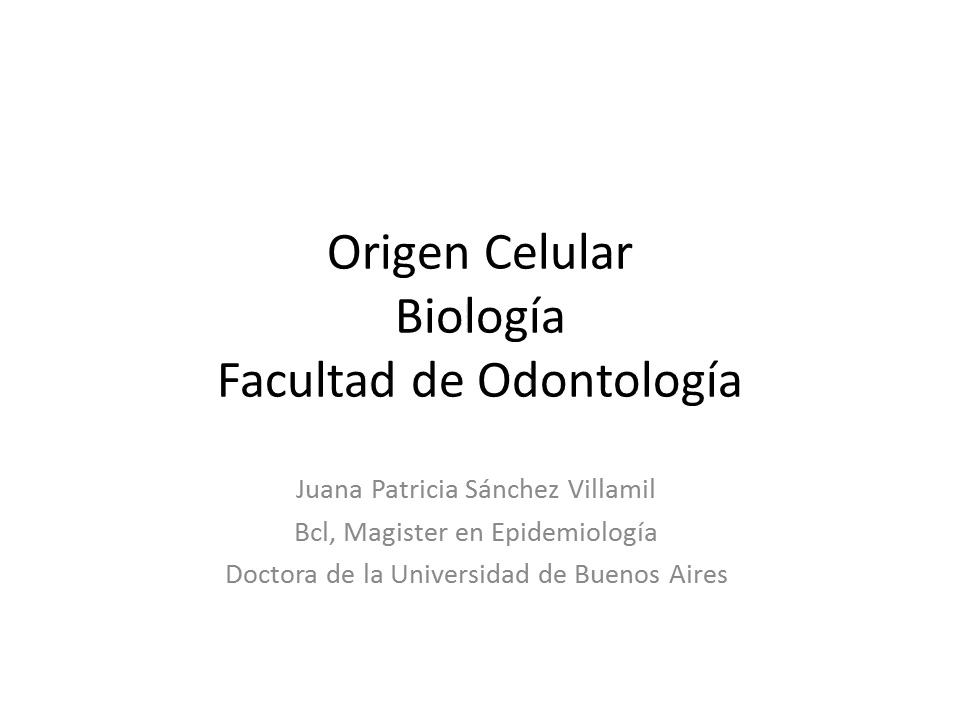 Origen Celular
Biología
Facultad de Odontología
Juana Patricia Sánchez Villamil
Bcl, Magister en Epidemiología
Doctora de la Universidad de Buenos Aires